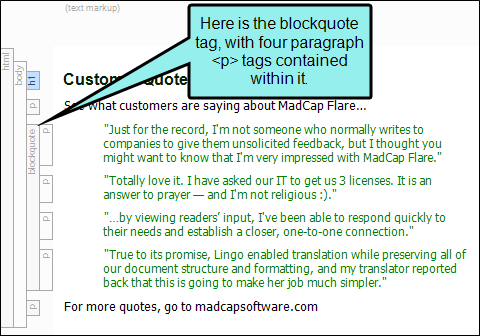 (text markup)
Here is the blockquote
tag, with four paragraph
<p> tags contained
within it.
html
body
h1
Custom Quote
p
See what customers are saying about MadCap Flare...
blockquote
p
"Just for the record, I'm not someone who normally writes to
companies to give them unsolicited feedback, but I thought you
might want to know that I'm very impressed with MadCap Flare."
p
"Totally love it. I have asked our IT to get us 3 licenses. It is an
answer to prayer — and I'm not religious :)."
p
"…by viewing readers' input, I've been able to respond quickly to
their needs and establish a closer, one-to-one connection."
p
"True to its promise, Lingo enabled translation while preserving all of
our document structure and formatting, and my translator reported
back that this is going to make her job much simpler."
p
For more quotes, go to madcapsoftware.com